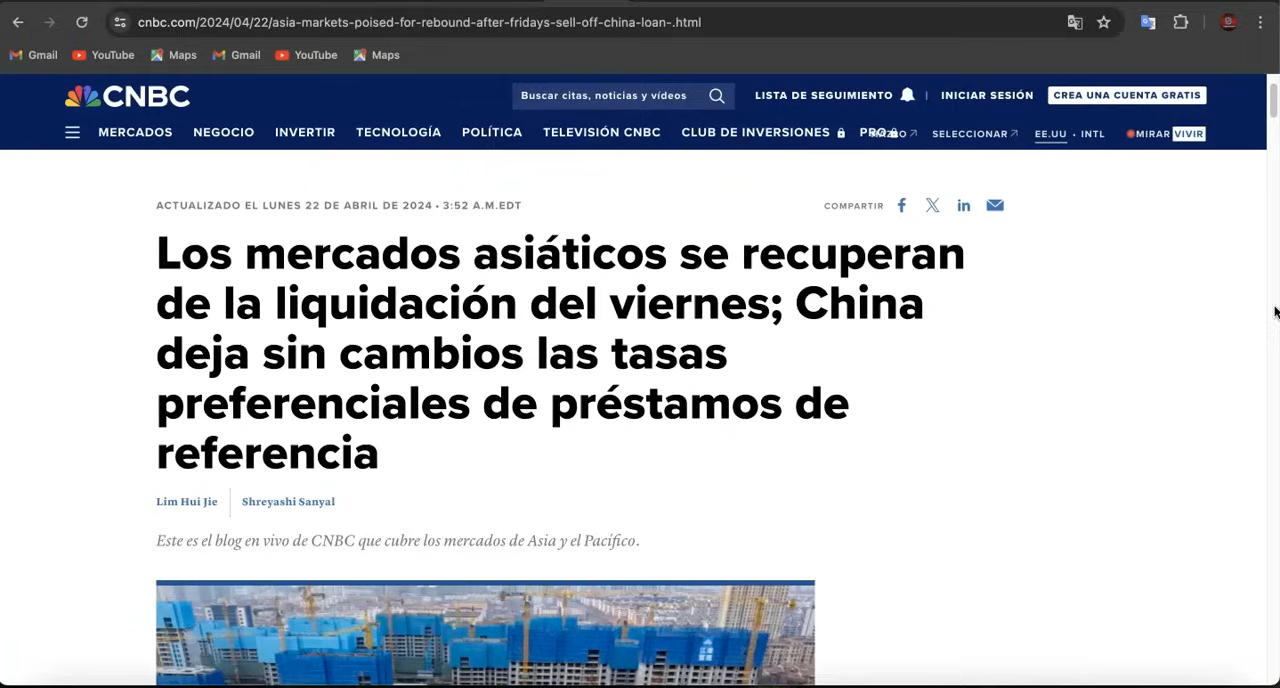 cnbc.com/2024/04/22/asia-markets-poised-for-rebound-after-fridays-sell-off-china-loan-.html
Gmail YouTube Maps Gmail YouTube Maps
CNBC Buscar citas, noticias y vídeos LISTA DE SEGUIMIENTO | INICIAR SESIÓN CREA UNA CUENTA GRATIS
MERCADOS NEGOCIO INVERTIR TECNOLOGÍA POLÍTICA TELEVISIÓN CNBC CLUB DE INVERSIONES PRO SELECCIONAR EE.UU • INTL MIRAR VIVIR
ACTUALIZADO EL LUNES 22 DE ABRIL DE 2024 • 3:52 A.M.EDT
COMPARTIR
Los mercados asiáticos se recuperan
de la liquidación del viernes; China
deja sin cambios las tasas
preferenciales de préstamos de
referencia
Lim Hui Jie | Shreyashi Sanyal
Este es el blog en vivo de CNBC que cubre los mercados de Asia y el Pacífico.